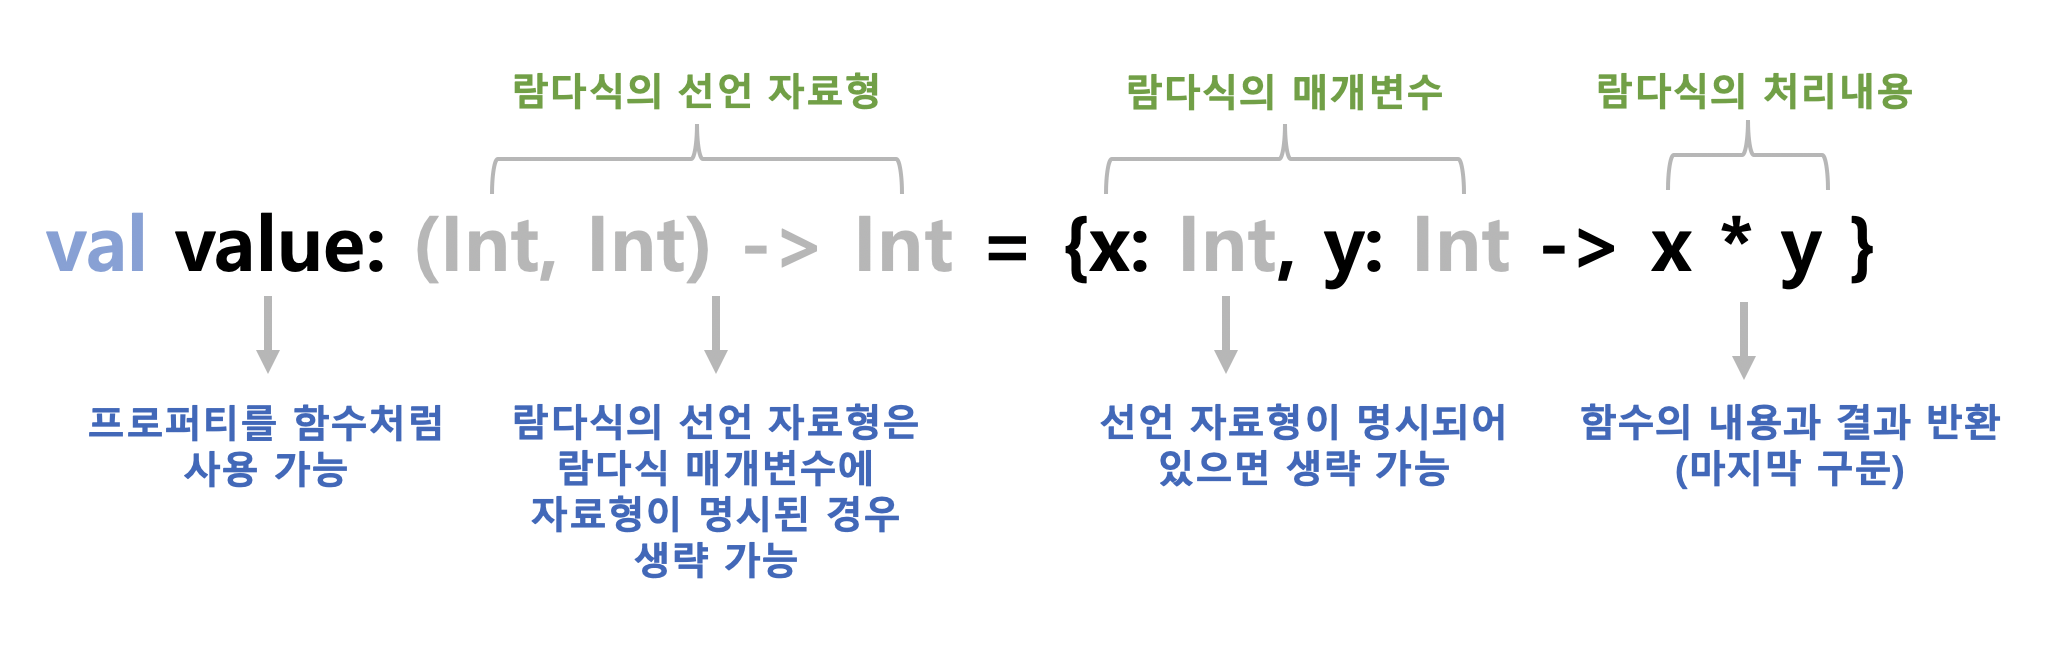 람다식의 선언 자료형
람다식의 매개변수
람다식의 처리내용
val value: (Int, Int) -> Int = {x: Int, y: Int -> x * y }
프로퍼티를 함수처럼
사용 가능
람다식의 선언 자료형은
람다식 매개변수에
자료형이 명시된 경우
생략 가능
선언 자료형이 명시되어
있으면 생략 가능
함수의 내용과 결과 반환
(마지막 구문)